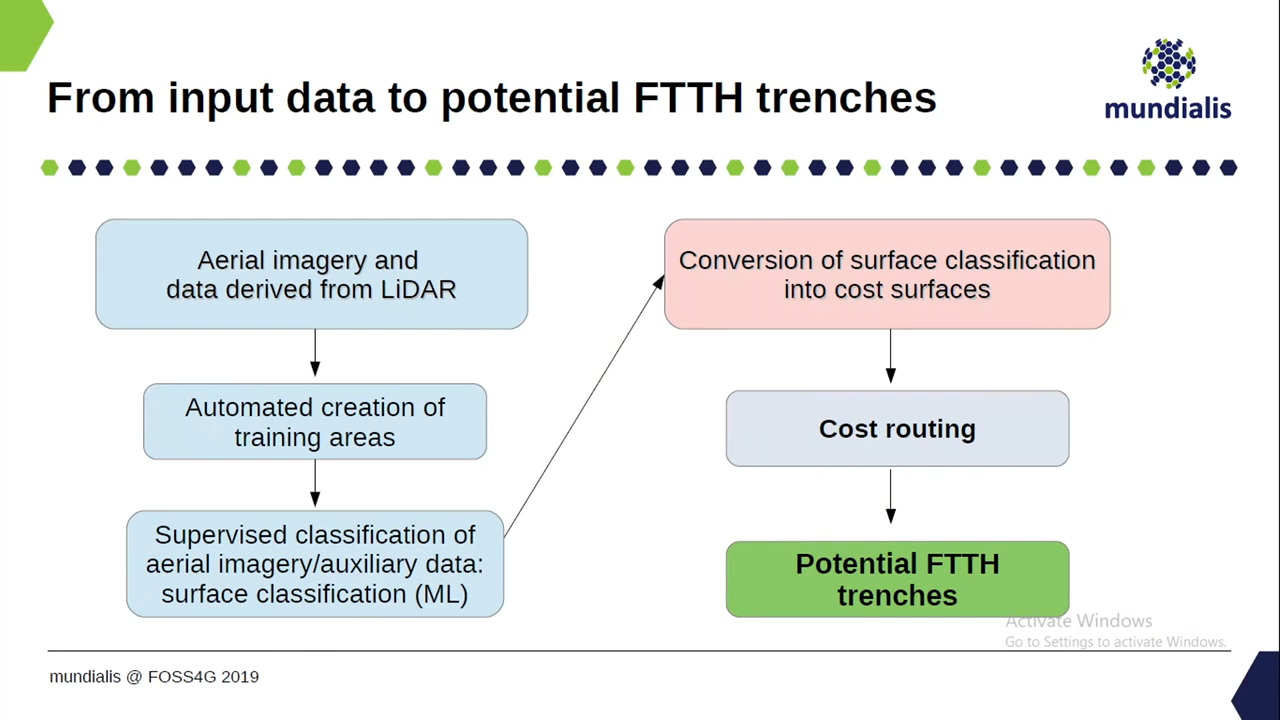 From input data to potential FTTH trenches
mundialis
Aerial imagery and
data derived from LiDAR
Automated creation of
training areas
Supervised classification of
aerial imagery/auxiliary data:
surface classification (ML)
Conversion of surface classification
into cost surfaces
Cost routing
Potential FTTH
trenches
Activate Windows
Go to Settings to activate Windows.
mundialis @ FOSS4G 2019